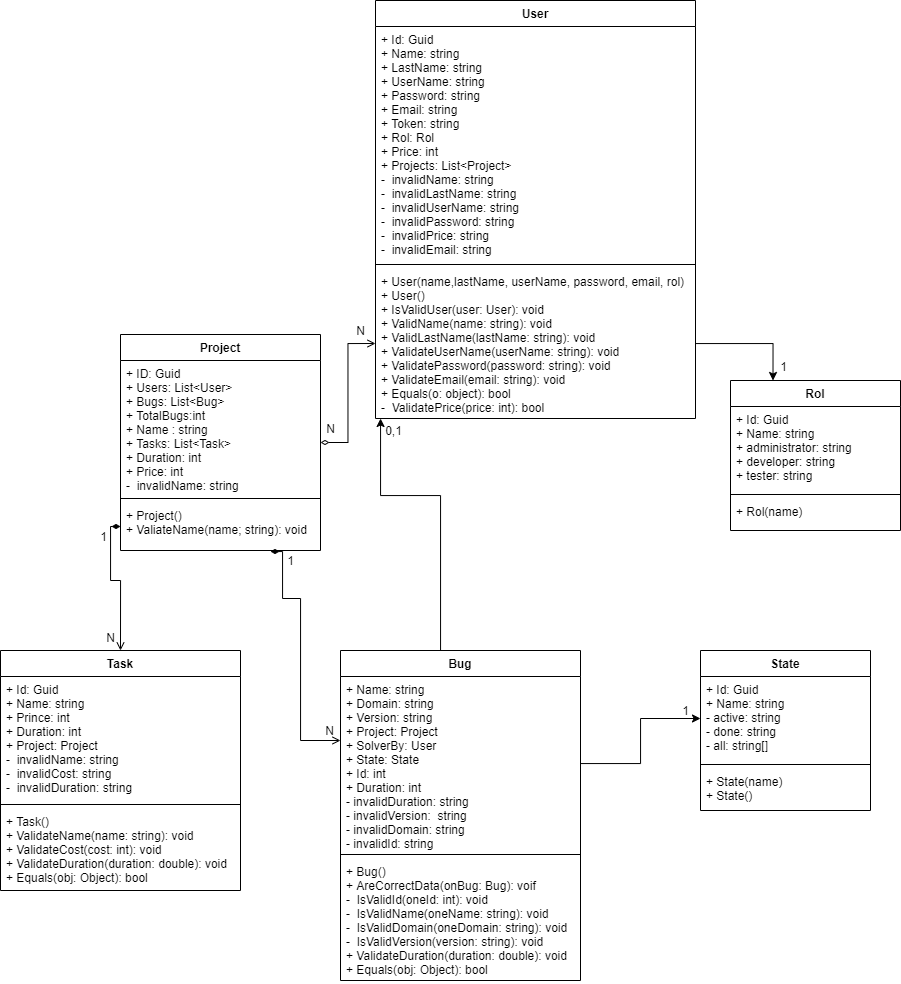 User
+ Id: Guid
+ Name: string
+ LastName: string
+ UserName: string
+ Password: string
+ Email: string
+ Token: string
+ Rol: Rol
+ Price: int
+ Projects: List<Project>
- invalidName: string
- invalidLastName: string
- invalidUserName: string
- invalidPassword: string
- invalidPrice: string
- invalidEmail: string
+ User(name,lastName, userName, password, email, rol)
+ User()
+ IsValidUser(user: User): void
+ ValidName(name: string): void
+ ValidLastName(lastName: string): void
+ ValidateUserName(userName: string): void
+ ValidatePassword(password: string): void
+ ValidateEmail(email: string): void
+ Equals(o: object): bool
- ValidatePrice(price: int): bool
N
N
0,1
1
Project
+ ID: Guid
+ Users: List<User>
+ Bugs: List<Bug>
+ TotalBugs:int
+ Name : string
+ Tasks: List<Task>
+ Duration: int
+ Price: int
- invalidName: string
+ Project()
+ ValiateName(name; string): void
1
1
N
N
Rol
+ Id: Guid
+ Name: string
+ administrator: string
+ developer: string
+ tester: string
+ Rol(name)
Task
+ Id: Guid
+ Name: string
+ Prince: int
+ Duration: int
+ Project: Project
- invalidName: string
- invalidCost: string
- invalidDuration: string
+ Task()
+ ValidateName(name: string): void
+ ValidateCost(cost: int): void
+ ValidateDuration(duration: double): void
+ Equals(obj: Object): bool
Bug
+ Name: string
+ Domain: string
+ Version: string
+ Project: Project
+ SolverBy: User
+ State: State
+ Id: int
+ Duration: int
- invalidDuration: string
- invalidVersion: string
- invalidDomain: string
- invalidId: string
+ Bug()
+ AreCorrectData(onBug: Bug): voif
- IsValidId(oneId: int): void
- IsValidName(oneName: string): void
- IsValidDomain(oneDomain: string): void
- IsValidVersion(version: string): void
+ ValidateDuration(duration: double): void
+ Equals(obj: Object): bool
1
State
+ Id: Guid
+ Name: string
- active: string
- done: string
- all: string[]
+ State(name)
+ State()